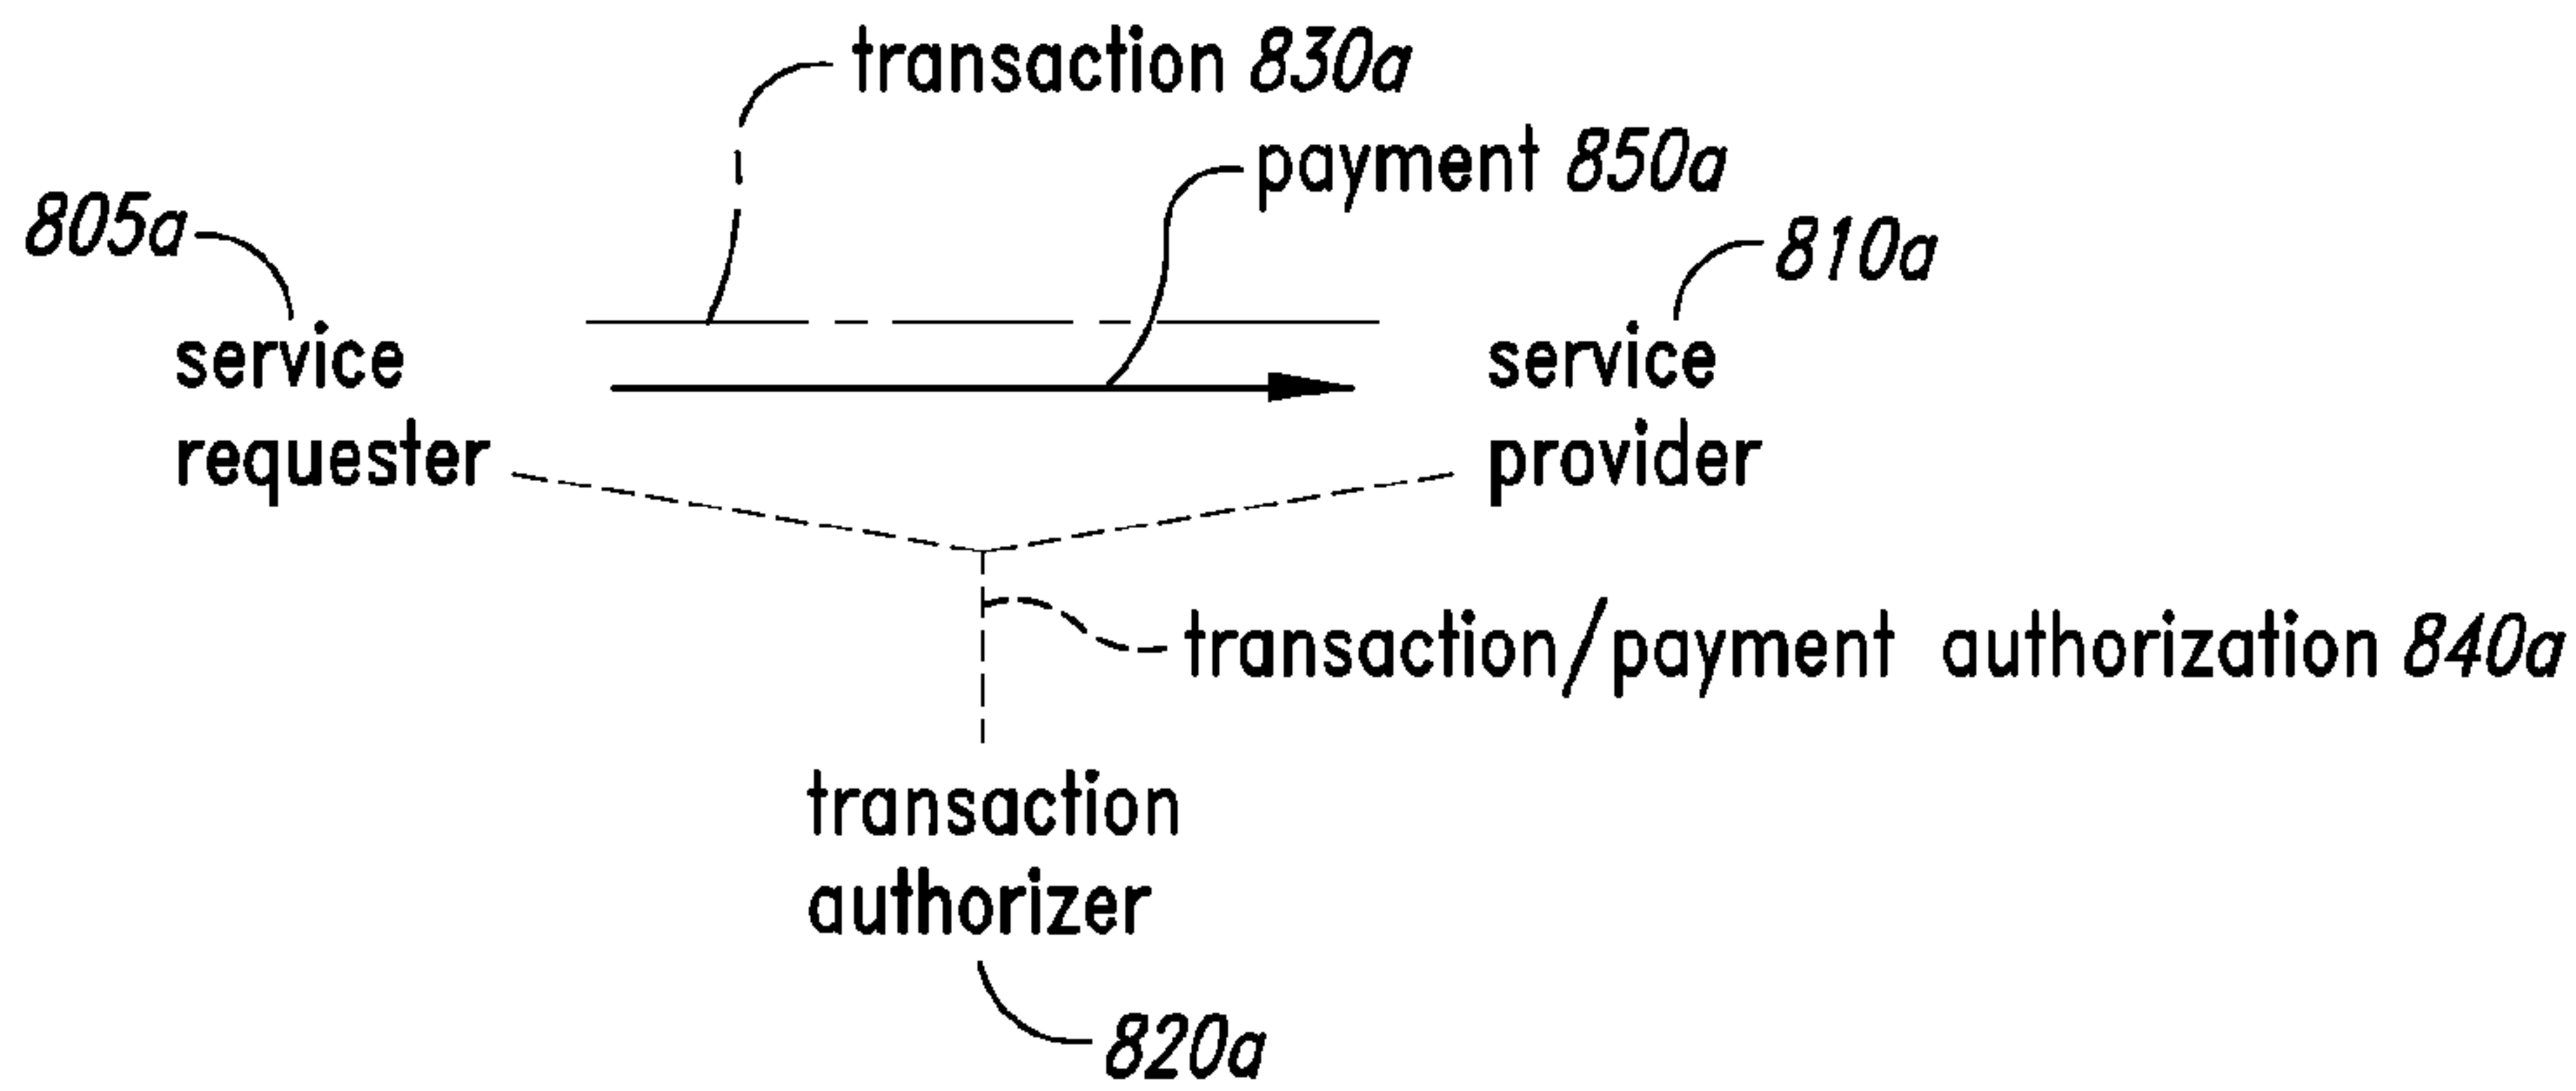 transaction 830a
payment 850a
805a
810a
service
requester
service
provider
transaction/payment authorization 840a
transaction
authorizer
820a